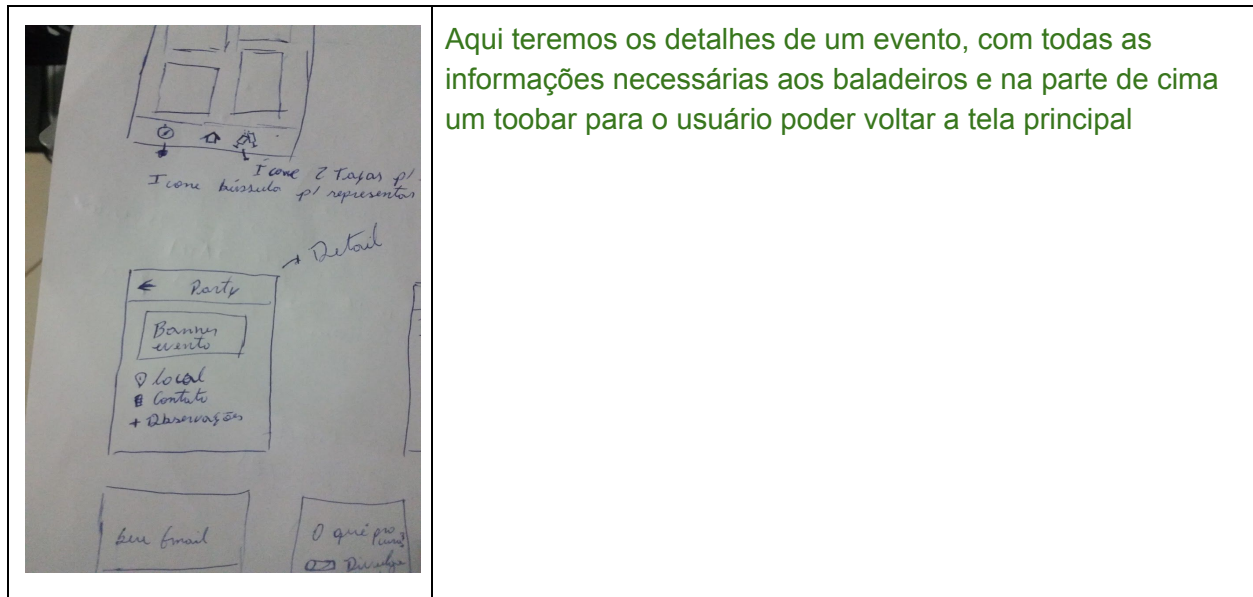 Ícone 2 Taças p/
Icone bússula p/ representar
Detail
Party
Banner
evento
Local
Contato
+ Observações
Seu Email
O que pro
Divulga
Aqui teremos os detalhes de um evento, com todas as
informações necessárias aos baladeiros e na parte de cima
um toobar para o usuário poder voltar a tela principal